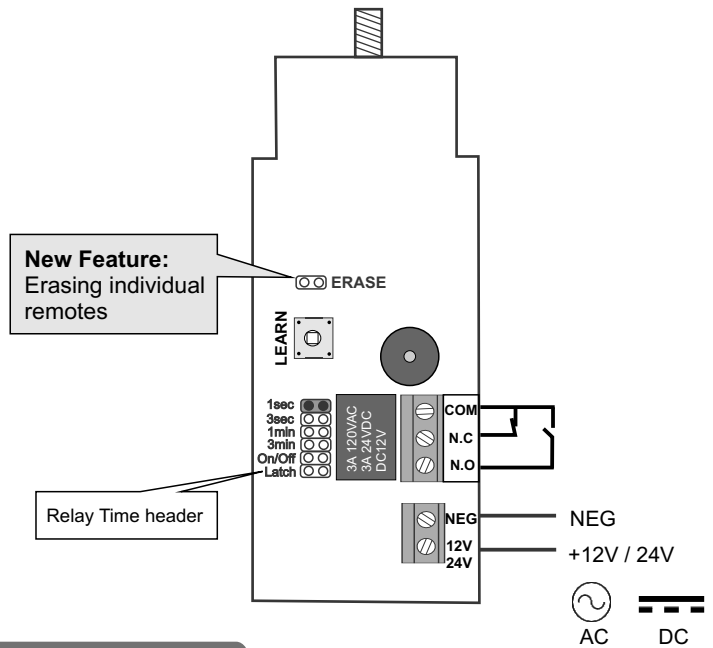 New Feature:
Erasing individual
remotes
ERASE
LEARN
1sec
3sec
1min
3min
On/Off
Latch
3A 120VAC
3A 24VDC
DC12V
COM
N.C
N.O
Relay Time header
NEG
12V
24V
NEG
+12V / 24V
AC
DC